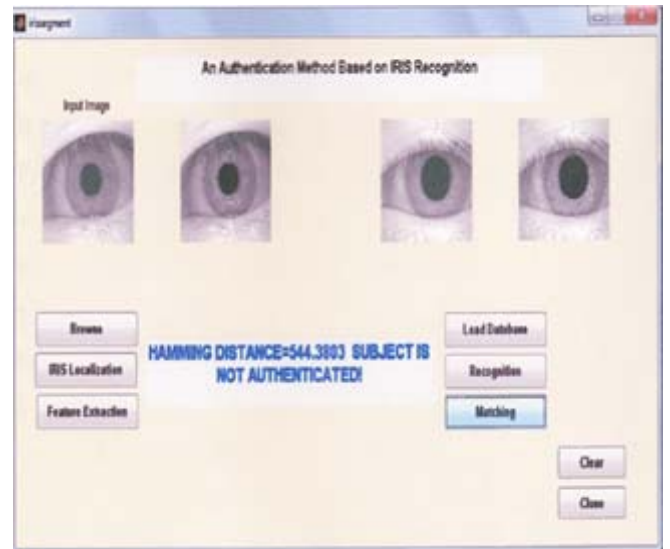 irissegment
An Authentication Method Based on IRIS Recognition
Input Image
Browse
Load Database
HAMMING DISTANCE=544.3803 SUBJECT IS
NOT AUTHENTICATED!
IRIS Localization
Recognition
Feature Extraction
Matching
Clear
Close